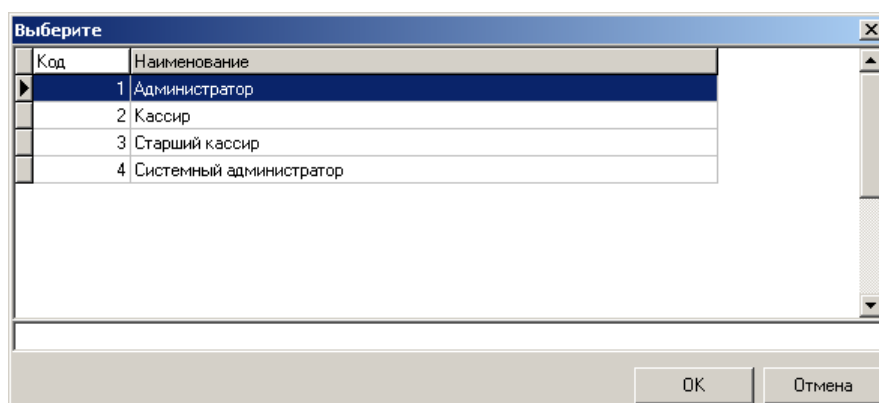 Выберите
Код Наименование
1 Администратор
2 Кассир
3 Старший кассир
4 Системный администратор
OK Отмена